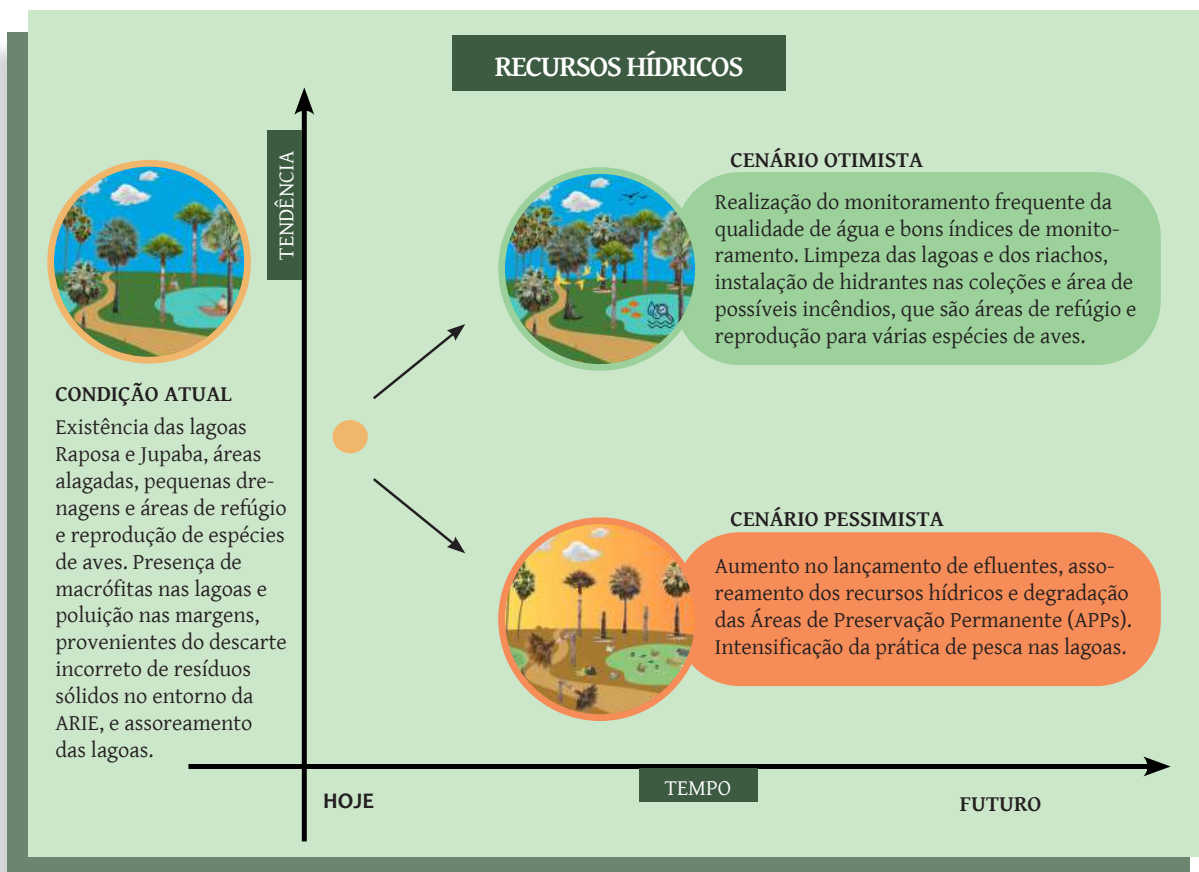 RECURSOS HÍDRICOS
TENDÊNCIA
CONDIÇÃO ATUAL
Existência das lagoas
Raposa e Jupaba, áreas
alagadas, pequenas dre-
nagens e áreas de refúgio
e reprodução de espécies
de aves. Presença de
macrófitas nas lagoas e
poluição nas margens,
provenientes do descarte
incorreto de resíduos
sólidos no entorno da
ARIE, e assoreamento
das lagoas.
CENÁRIO OTIMISTA
Realização do monitoramento frequente da
qualidade de água e bons índices de monito-
ramento. Limpeza das lagoas e dos riachos,
instalação de hidrantes nas coleções e área de
possíveis incêndios, que são áreas de refúgio e
reprodução para várias espécies de aves.
CENÁRIO PESSIMISTA
Aumento no lançamento de efluentes, asso-
reamento dos recursos hídricos e degradação
das Áreas de Preservação Permanente (APPs).
Intensificação da prática de pesca nas lagoas.
HOJE
TEMPO
FUTURO